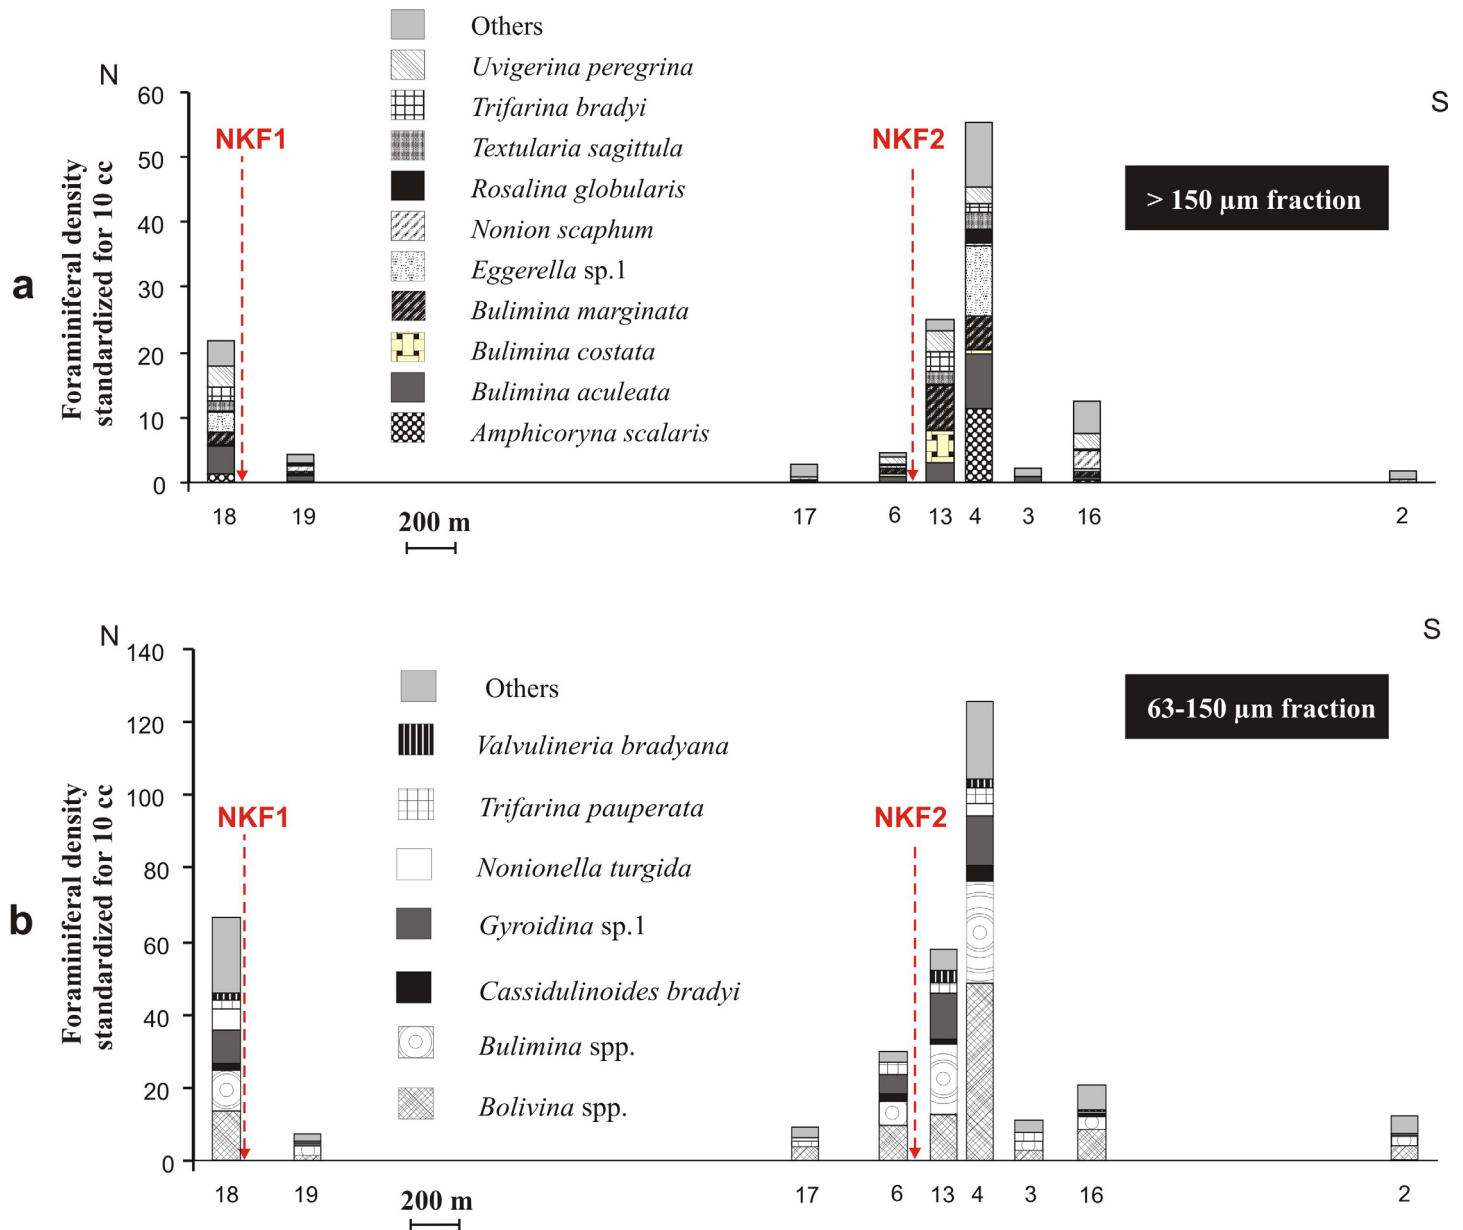 Others
Uvigerina peregrina
Trifarina bradyi
Textularia sagittula
Rosalina globularis
Nonion scaphum
Eggerella sp.1
Bulimina marginata
Bulimina costata
Bulimina aculeata
Amphicoryna scalaris
N
S
NKF1
NKF2
> 150 μm fraction
a
Foraminiferal density
standardized for 10 cc
60
50
40
30
20
10
0
18 19 17 6 13 4 3 16 2
200 m
N
S
Others
Valvulineria bradyana
Trifarina pauperata
Nonionella turgida
Gyroidina sp.1
Cassidulinoides bradyi
Bulimina spp.
Bolivina spp.
NKF1
NKF2
63-150 μm fraction
b
Foraminiferal density
standardized for 10 cc
140
120
100
80
60
40
20
0
18 19 17 6 13 4 3 16 2
200 m